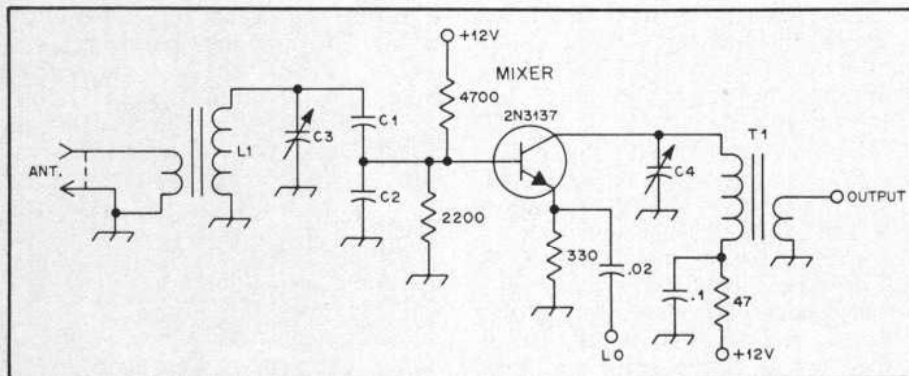 +12V
MIXER
4700
2N3137
C1
T1
L1
C3
C4
ANT.
OUTPUT
C2
2200
330
.02
.1
47
LO
+12V